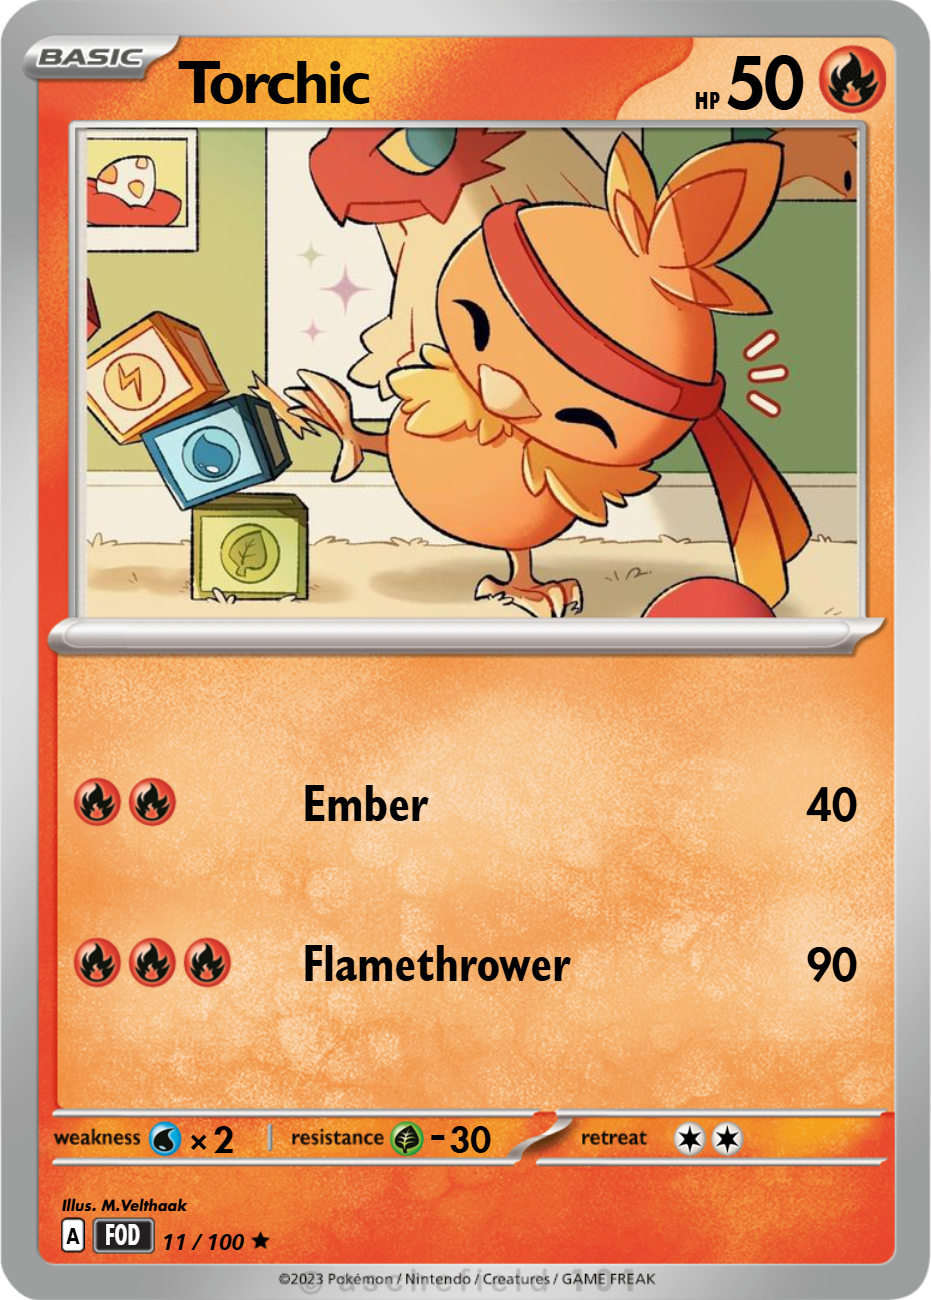 BASIC
Torchic
HP 50
Ember 40
Flamethrower 90
weakness ×2 resistance -30 retreat
Illus. M.Velthaak
A FOD 11 / 100 ★
©2023 Pokémon / Nintendo / Creatures / GAME FREAK